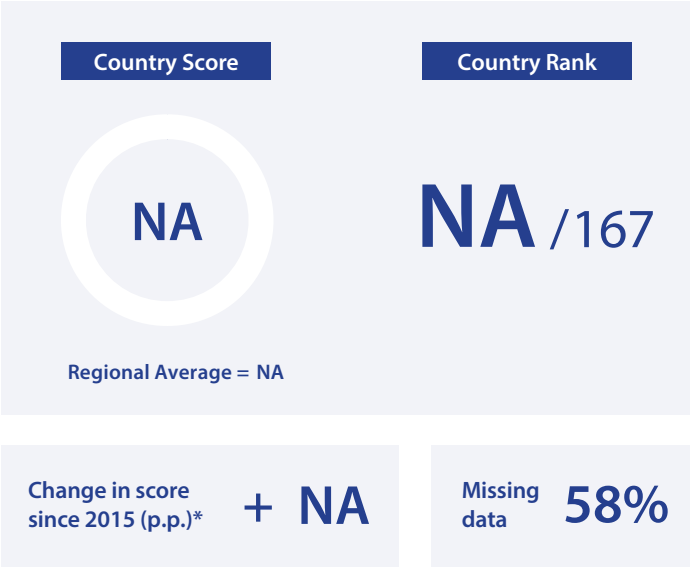 Country Score
Country Rank
NA
NA /167
Regional Average = NA
Change in score
since 2015 (p.p.)*
+ NA
Missing
data
58%